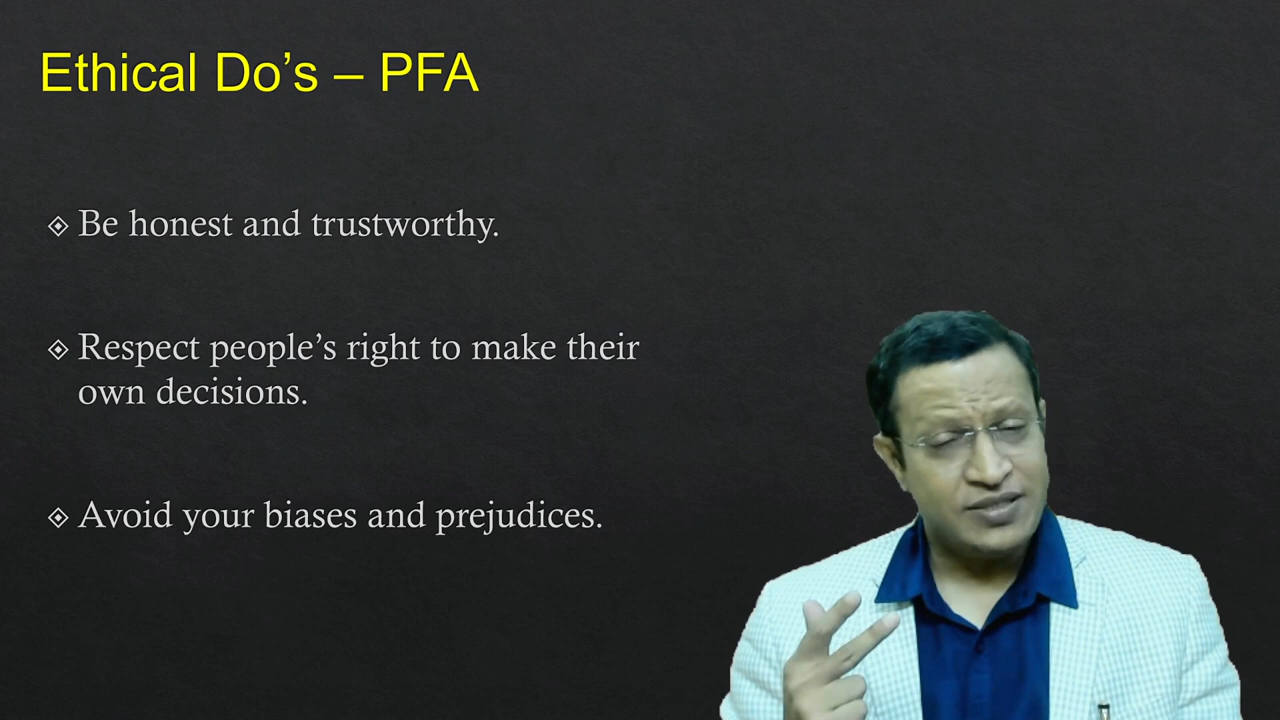 Ethical Do’s – PFA
Be honest and trustworthy.
Respect people’s right to make their
own decisions.
Avoid your biases and prejudices.